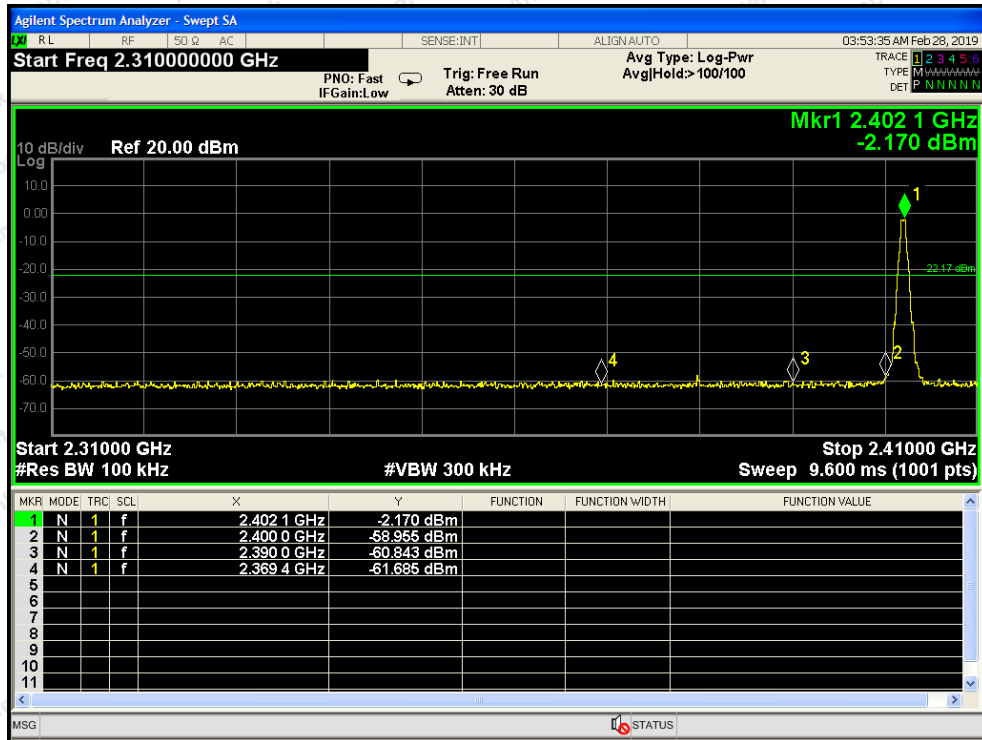 Agilent Spectrum Analyzer - Swept SA
LXI RL RF 50 Ω AC SENSE:INT ALIGN AUTO 03:53:35 AM Feb 28, 2019
Start Freq 2.310000000 GHz
PNO: Fast
IFGain:Low
Trig: Free Run
Atten: 30 dB
Avg Type: Log-Pwr
Avg|Hold:> 100/100
TRACE 1 2 3 4 5 6
TYPE M
DET P N N N N N
Mkr1 2.402 1 GHz
-2.170 dBm
10 dB/div Ref 20.00 dBm
Log
10.0
0.00
-10.0
-20.0
-30.0
-40.0
-50.0
-60.0
-70.0
1
22.17 dBm
4
3
2
Start 2.31000 GHz Stop 2.41000 GHz
#Res BW 100 kHz #VBW 300 kHz Sweep 9.600 ms (1001 pts)
MKR MODE TRC SCL X Y FUNCTION FUNCTION WIDTH FUNCTION VALUE
1 N 1 f 2.402 1 GHz -2.170 dBm
2 N 1 f 2.400 0 GHz -58.955 dBm
3 N 1 f 2.390 0 GHz -60.843 dBm
4 N 1 f 2.369 4 GHz -61.685 dBm
5
6
7
8
9
10
11
MSG STATUS